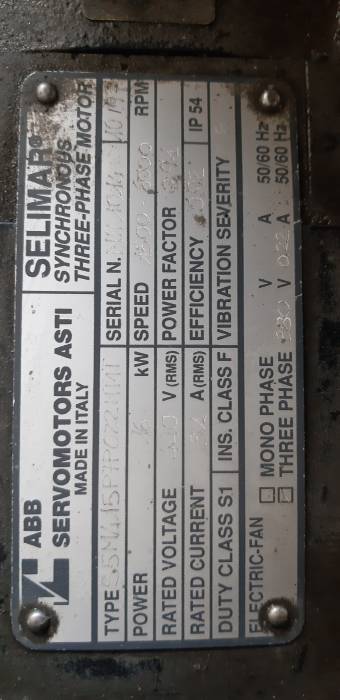 ABB
SERVOMOTORS ASTI
MADE IN ITALY
SELIMAR®
SYNCHRONOUS
THREE-PHASE MOTOR
TYPE SERIAL N.
POWER kW SPEED RPM
RATED VOLTAGE V (RMS) POWER FACTOR
RATED CURRENT A (RMS) EFFICIENCY IP 54
DUTY CLASS S1 INS. CLASS F VIBRATION SEVERITY
ELECTRIC-FAN MONO PHASE V A 50/60 Hz
THREE PHASE V A 50/60 Hz